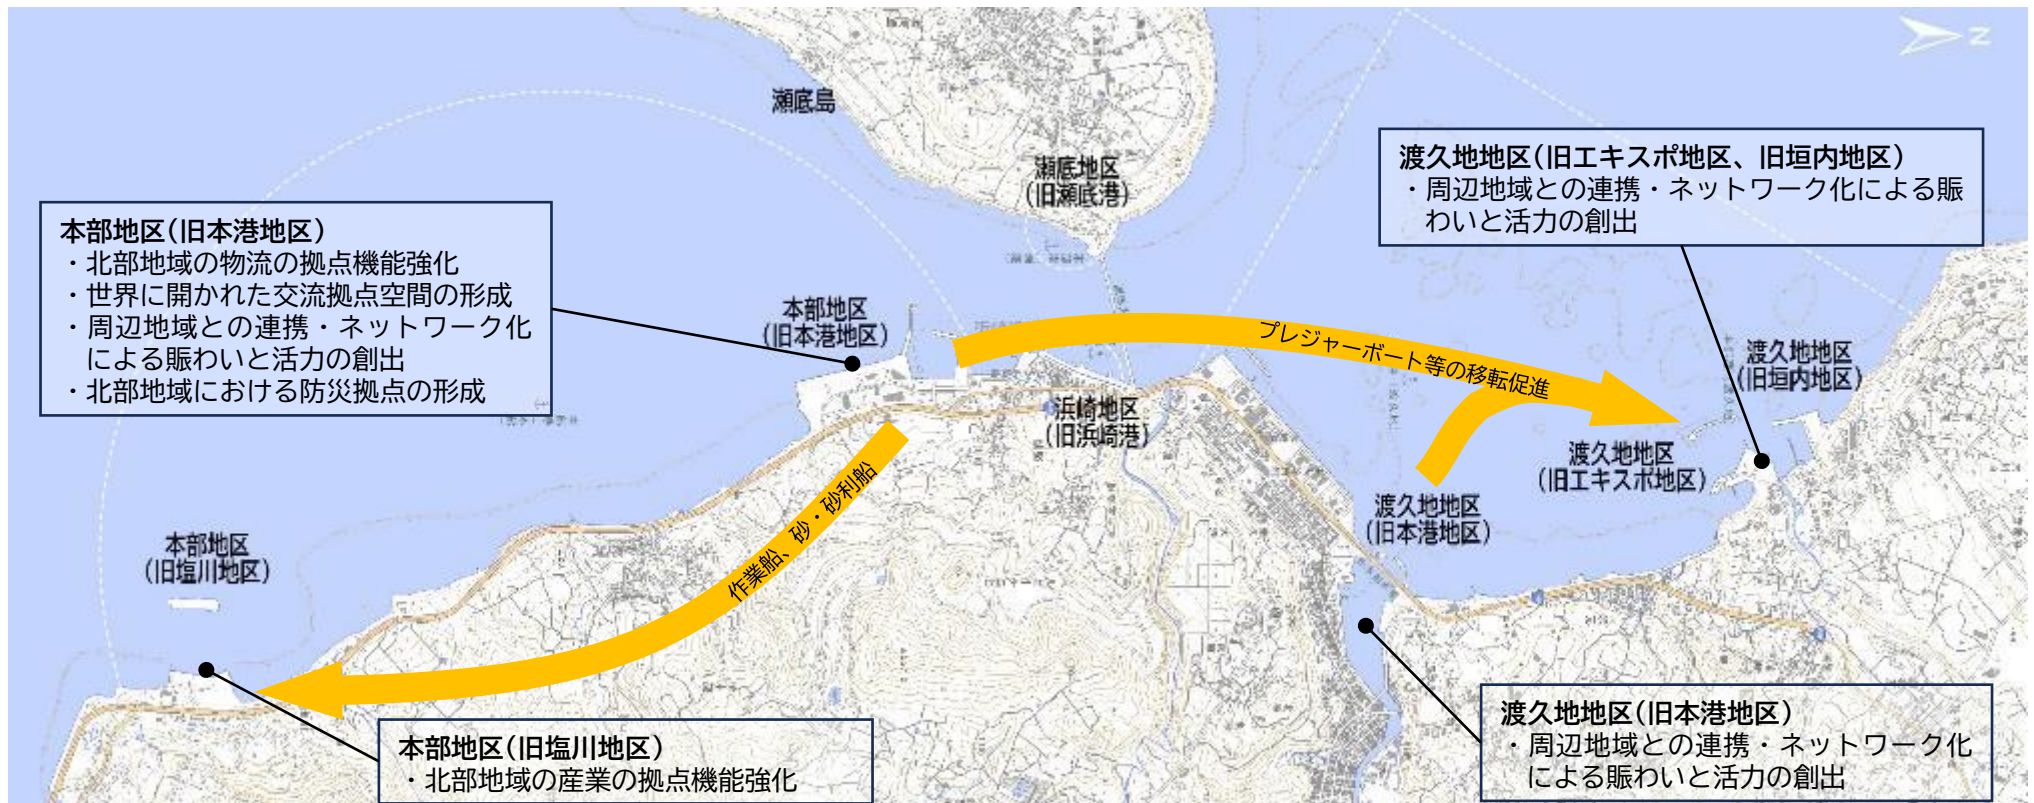 N
瀬底島
瀬底地区
(旧瀬底港)
渡久地地区(旧エキスポ地区、旧垣内地区)
・周辺地域との連携・ネットワーク化による賑
わいと活力の創出
本部地区(旧本港地区)
・北部地域の物流の拠点機能強化
・世界に開かれた交流拠点空間の形成
・周辺地域との連携・ネットワーク化
による賑わいと活力の創出
・北部地域における防災拠点の形成
本部地区
(旧本港地区)
プレジャーボート等の移転促進
渡久地地区
(旧垣内地区)
浜崎地区
(旧浜崎港)
渡久地地区
(旧エキスポ地区)
作業船、砂・砂利船
渡久地地区
(旧本港地区)
本部地区
(旧塩川地区)
渡久地地区(旧本港地区)
・周辺地域との連携・ネットワーク化
による賑わいと活力の創出
本部地区(旧塩川地区)
・北部地域の産業の拠点機能強化